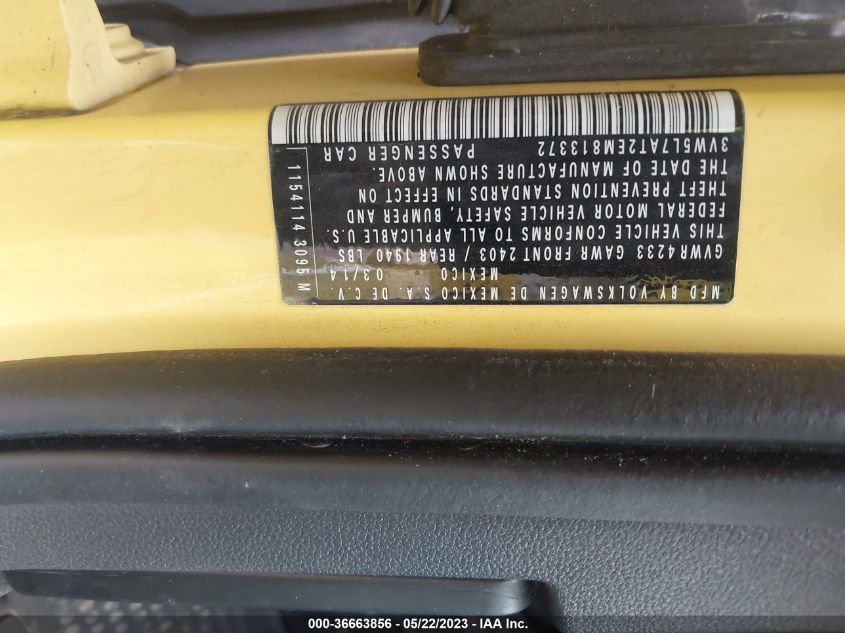 MFD BY VOLKSWAGEN DE MEXICO S.A. DE C.V.
MEXICO 03/14
GVWR 4233 GAWR FRONT 2403 / REAR 1940 LBS
THIS VEHICLE CONFORMS TO ALL APPLICABLE U.S.
FEDERAL MOTOR VEHICLE SAFETY, BUMPER AND
THEFT PREVENTION STANDARDS IN EFFECT ON
THE DATE OF MANUFACTURE SHOWN ABOVE.
3VW5L7AT2EM813372 PASSENGER CAR
1154114 3095 M
000-36663856 - 05/22/2023 - IAA Inc.